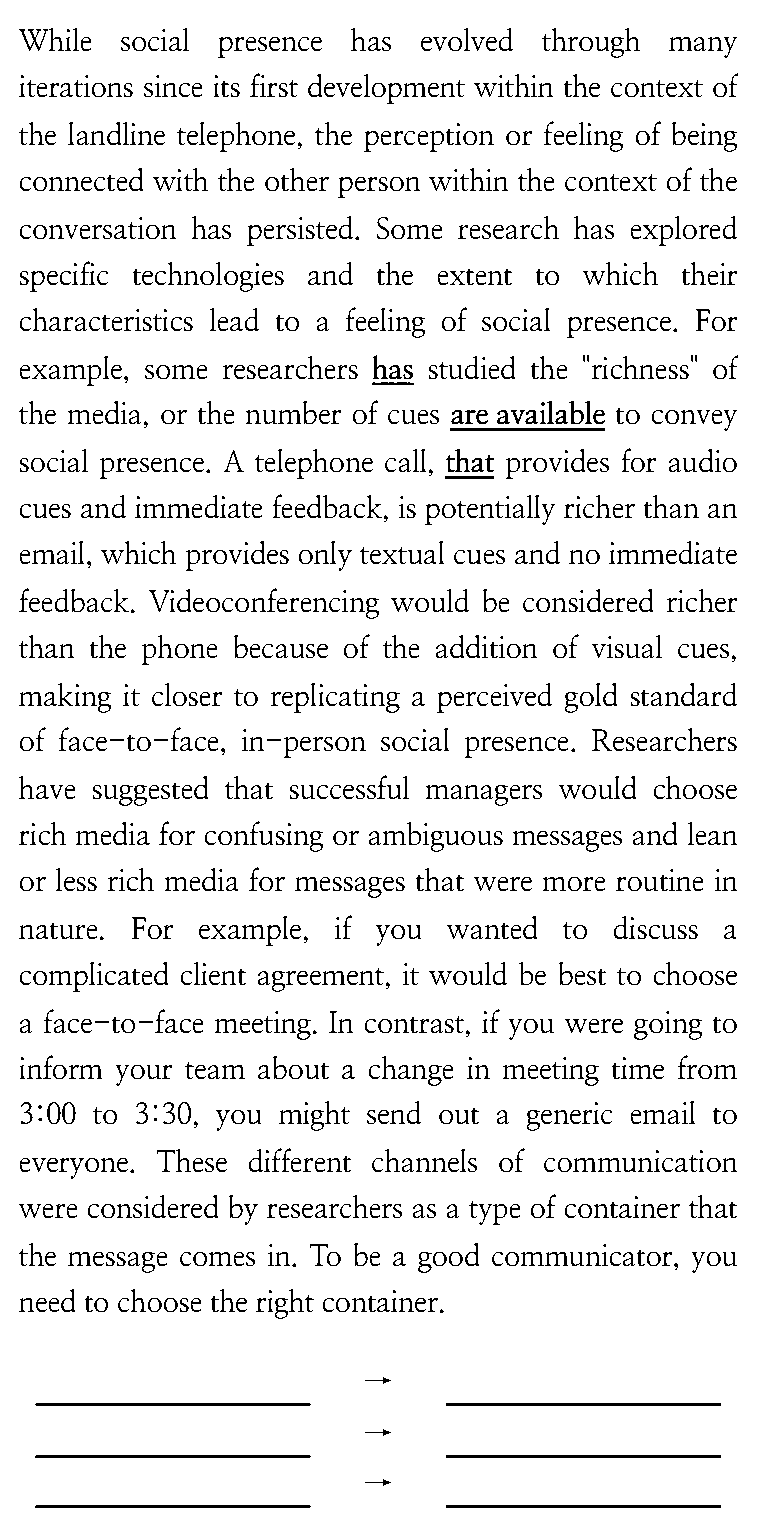 While social presence has evolved through many
iterations since its first development within the context of
the landline telephone, the perception or feeling of being
connected with the other person within the context of the
conversation has persisted. Some research has explored
specific technologies and the extent to which their
characteristics lead to a feeling of social presence. For
example, some researchers has studied the "richness" of
the media, or the number of cues are available to convey
social presence. A telephone call, that provides for audio
cues and immediate feedback, is potentially richer than an
email, which provides only textual cues and no immediate
feedback. Videoconferencing would be considered richer
than the phone because of the addition of visual cues,
making it closer to replicating a perceived gold standard
of face-to-face, in-person social presence. Researchers
have suggested that successful managers would choose
rich media for confusing or ambiguous messages and lean
or less rich media for messages that were more routine in
nature. For example, if you wanted to discuss a
complicated client agreement, it would be best to choose
a face-to-face meeting. In contrast, if you were going to
inform your team about a change in meeting time from
3:00 to 3:30, you might send out a generic email to
everyone. These different channels of communication
were considered by researchers as a type of container that
the message comes in. To be a good communicator, you
need to choose the right container.
→
→
→